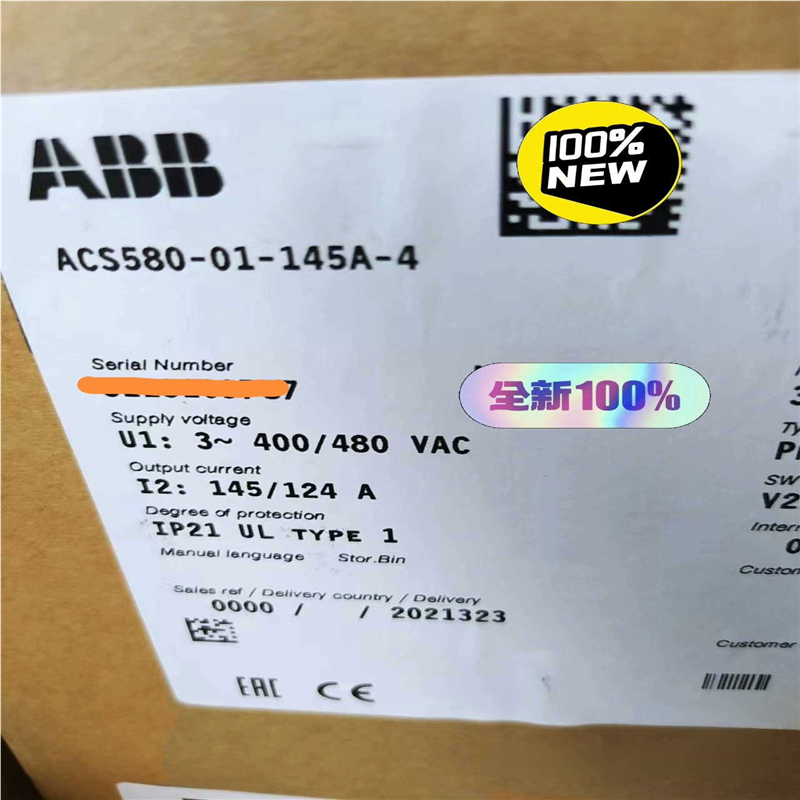 ABB
100%
NEW
ACS580-01-145A-4
Serial Number
全新100%
Supply voltage
U1: 3~ 400/480 VAC
Output current
I2: 145/124 A
Degree of protection
IP21 UL TYPE 1
Manual language Stor.Bin
Sales ref / Delivery country / Delivery
0000 / / 2021323
EAC CE
SW
V2
Customer